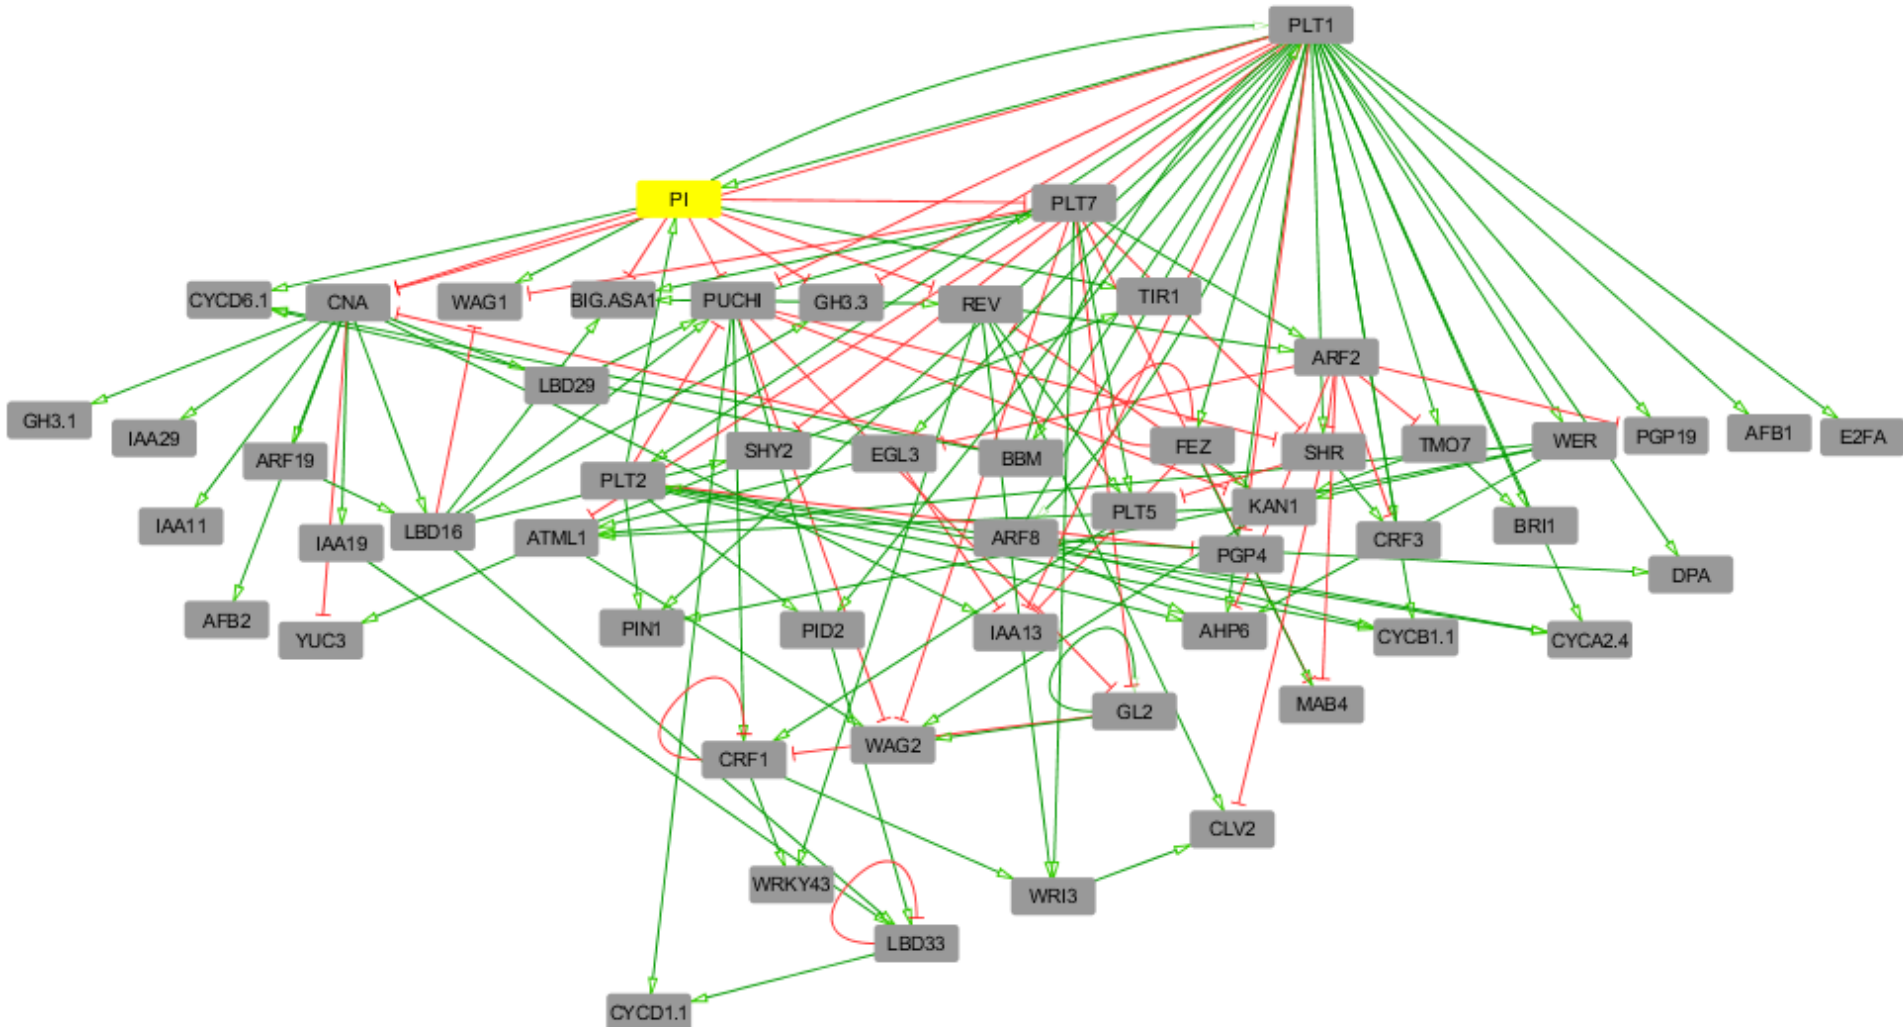 PLT1
PI
PLT7
CYCD6.1
CNA
WAG1
BIG.ASA1
PUCHI
GH3.3
REV
TIR1
ARF2
LBD29
GH3.1
IAA29
ARF19
SHY2
EGL3
BBM
FEZ
SHR
TMO7
WER
PGP19
AFB1
E2FA
PLT2
IAA11
IAA19
LBD16
ATML1
ARF8
PLT5
KAN1
PGP4
CRF3
BRI1
DPA
AFB2
YUC3
PIN1
PID2
IAA13
AHP6
CYCB1.1
CYCA2.4
MAB4
GL2
CRF1
WAG2
CLV2
WRKY43
WRI3
LBD33
CYCD1.1